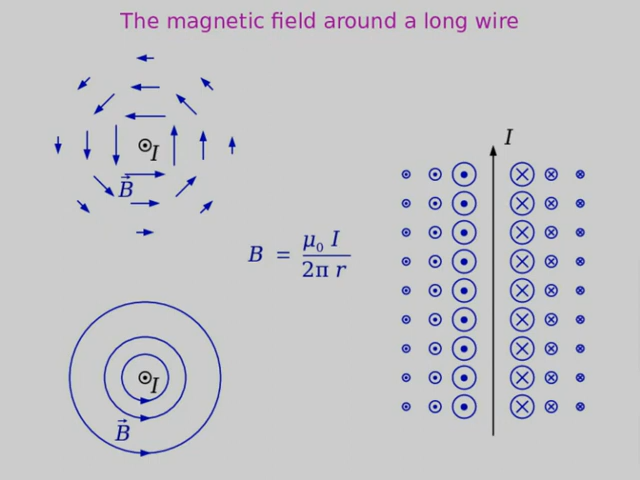 The magnetic field around a long wire
I
B⃗
B = μ₀ I / 2π r
I
I
B⃗